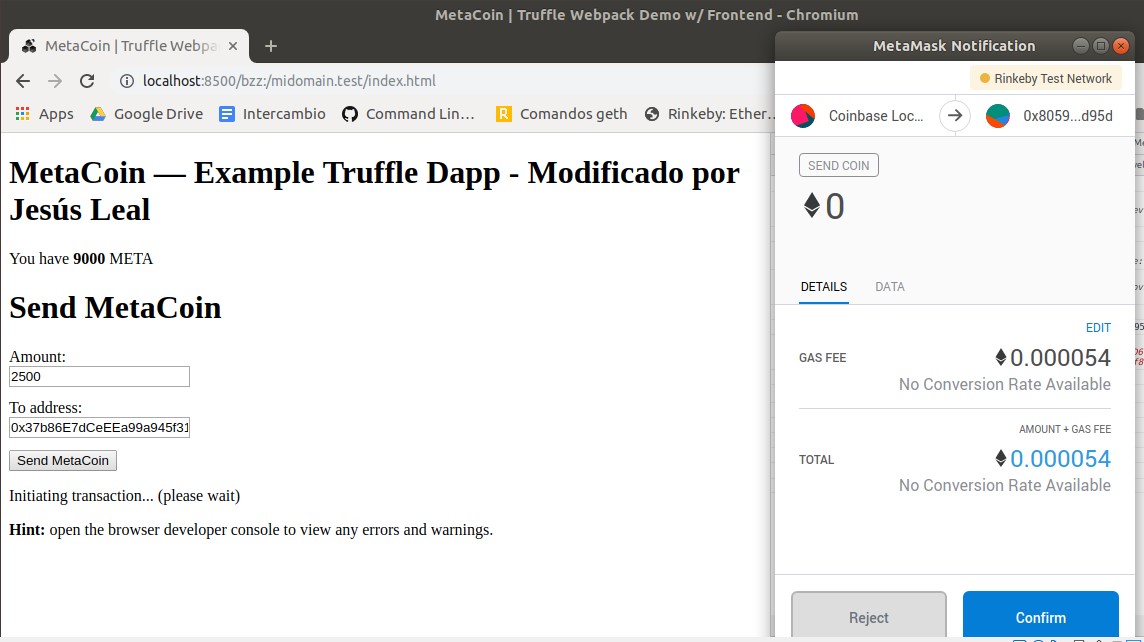 MetaCoin | Truffle Webpack Demo w/ Frontend - Chromium
MetaCoin | Truffle Webpa
localhost:8500/bzz:/midomain.test/index.html
Apps Google Drive Intercambio Command Lin... Comandos geth Rinkeby: Ether...
MetaCoin — Example Truffle Dapp - Modificado por
Jesús Leal
You have 9000 META
Send MetaCoin
Amount:
2500
To address:
0x37b86E7dCeEEa99a945f31
Send MetaCoin
Initiating transaction... (please wait)
Hint: open the browser developer console to view any errors and warnings.
MetaMask Notification
Rinkeby Test Network
Coinbase Loc... 0x8059...d95d
SEND COIN
0
DETAILS DATA
EDIT
GAS FEE 0.000054
No Conversion Rate Available
AMOUNT + GAS FEE
TOTAL 0.000054
No Conversion Rate Available
Reject Confirm